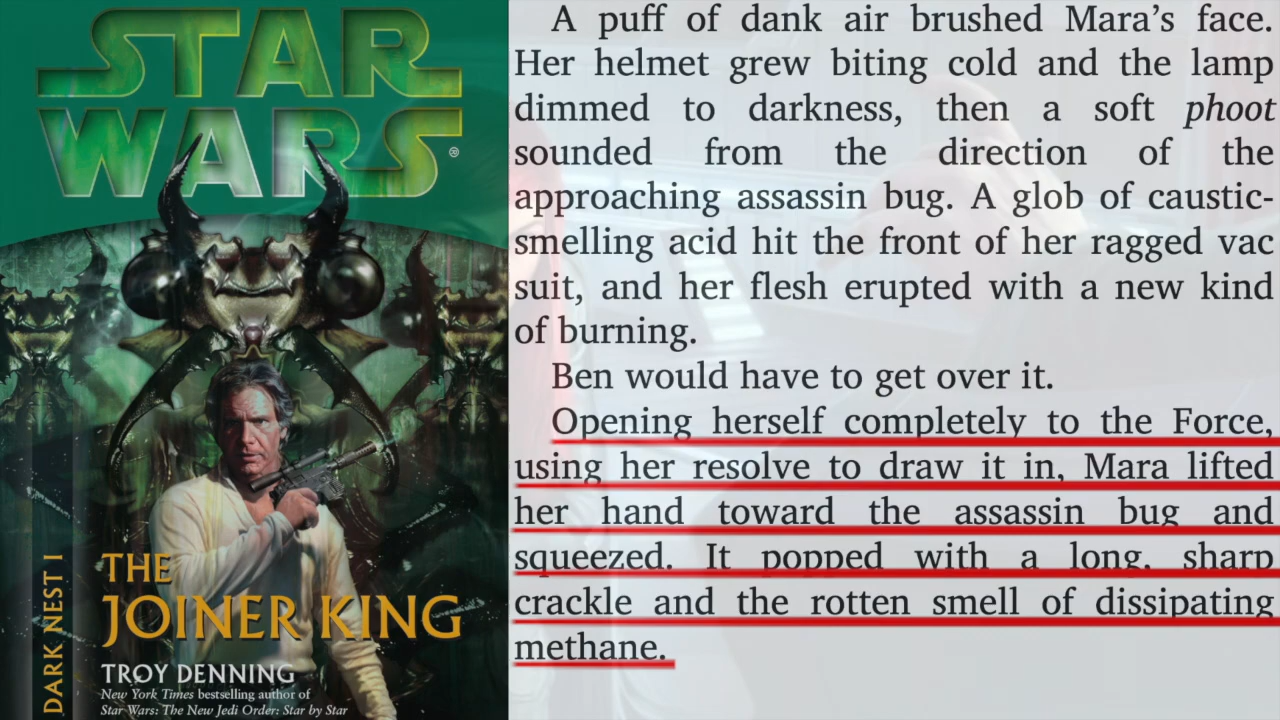 STAR
WARS®
DARK NEST I
THE
JOINER KING
TROY DENNING
New York Times bestselling author of
Star Wars: The New Jedi Order: Star by Star
A puff of dank air brushed Mara’s face.
Her helmet grew biting cold and the lamp
dimmed to darkness, then a soft phoot
sounded from the direction of the
approaching assassin bug. A glob of caustic-
smelling acid hit the front of her ragged vac
suit, and her flesh erupted with a new kind
of burning.
Ben would have to get over it.
Opening herself completely to the Force,
using her resolve to draw it in, Mara lifted
her hand toward the assassin bug and
squeezed. It popped with a long, sharp
crackle and the rotten smell of dissipating
methane.